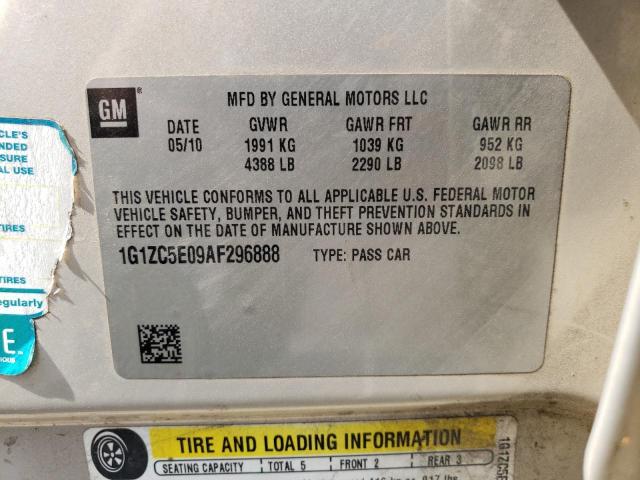 GM
MFD BY GENERAL MOTORS LLC
DATE GVWR GAWR FRT GAWR RR
05/10 1991 KG 1039 KG 952 KG
4388 LB 2290 LB 2098 LB
THIS VEHICLE CONFORMS TO ALL APPLICABLE U.S. FEDERAL MOTOR
VEHICLE SAFETY, BUMPER, AND THEFT PREVENTION STANDARDS IN
EFFECT ON THE DATE OF MANUFACTURE SHOWN ABOVE.
1G1ZC5E09AF296888 TYPE: PASS CAR
TIRES
TIRES
egularly
TIRE AND LOADING INFORMATION
SEATING CAPACITY TOTAL 5 FRONT 2 REAR 3